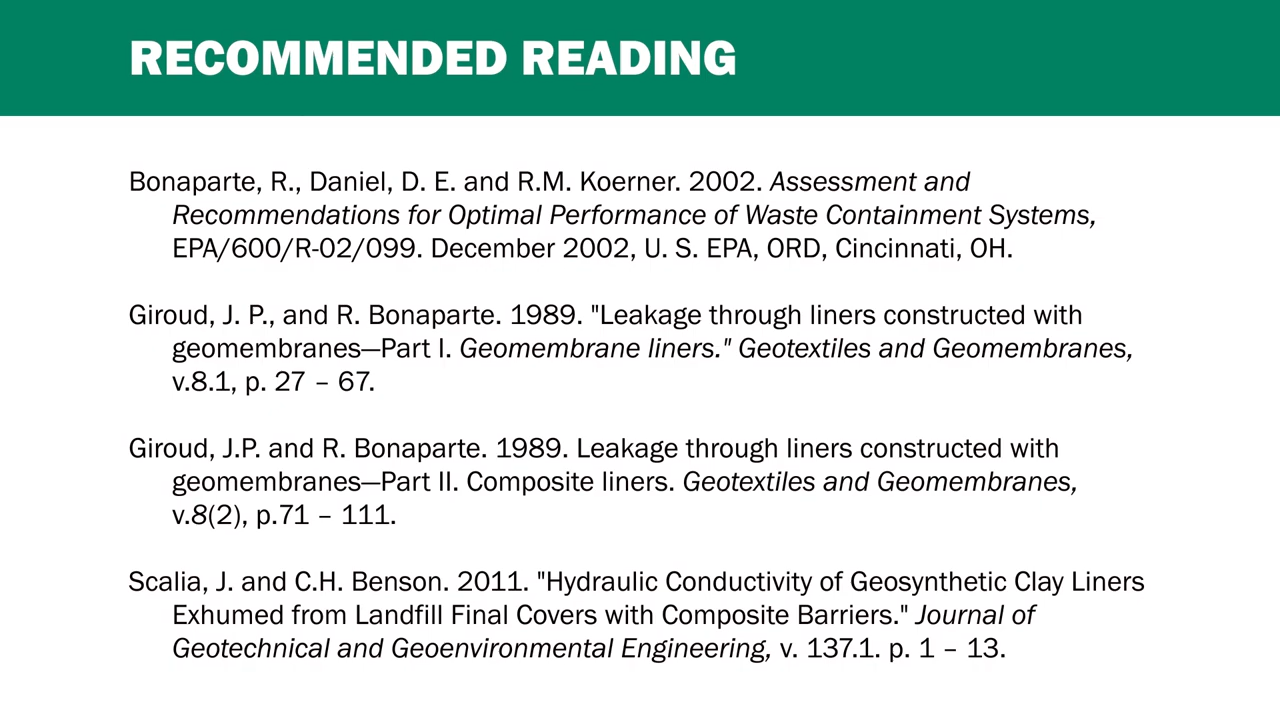 RECOMMENDED READING
Bonaparte, R., Daniel, D. E. and R.M. Koerner. 2002. Assessment and
Recommendations for Optimal Performance of Waste Containment Systems,
EPA/600/R-02/099. December 2002, U. S. EPA, ORD, Cincinnati, OH.
Giroud, J. P., and R. Bonaparte. 1989. "Leakage through liners constructed with
geomembranes—Part I. Geomembrane liners." Geotextiles and Geomembranes,
v.8.1, p. 27 – 67.
Giroud, J.P. and R. Bonaparte. 1989. Leakage through liners constructed with
geomembranes—Part II. Composite liners. Geotextiles and Geomembranes,
v.8(2), p.71 – 111.
Scalia, J. and C.H. Benson. 2011. "Hydraulic Conductivity of Geosynthetic Clay Liners
Exhumed from Landfill Final Covers with Composite Barriers." Journal of
Geotechnical and Geoenvironmental Engineering, v. 137.1. p. 1 – 13.